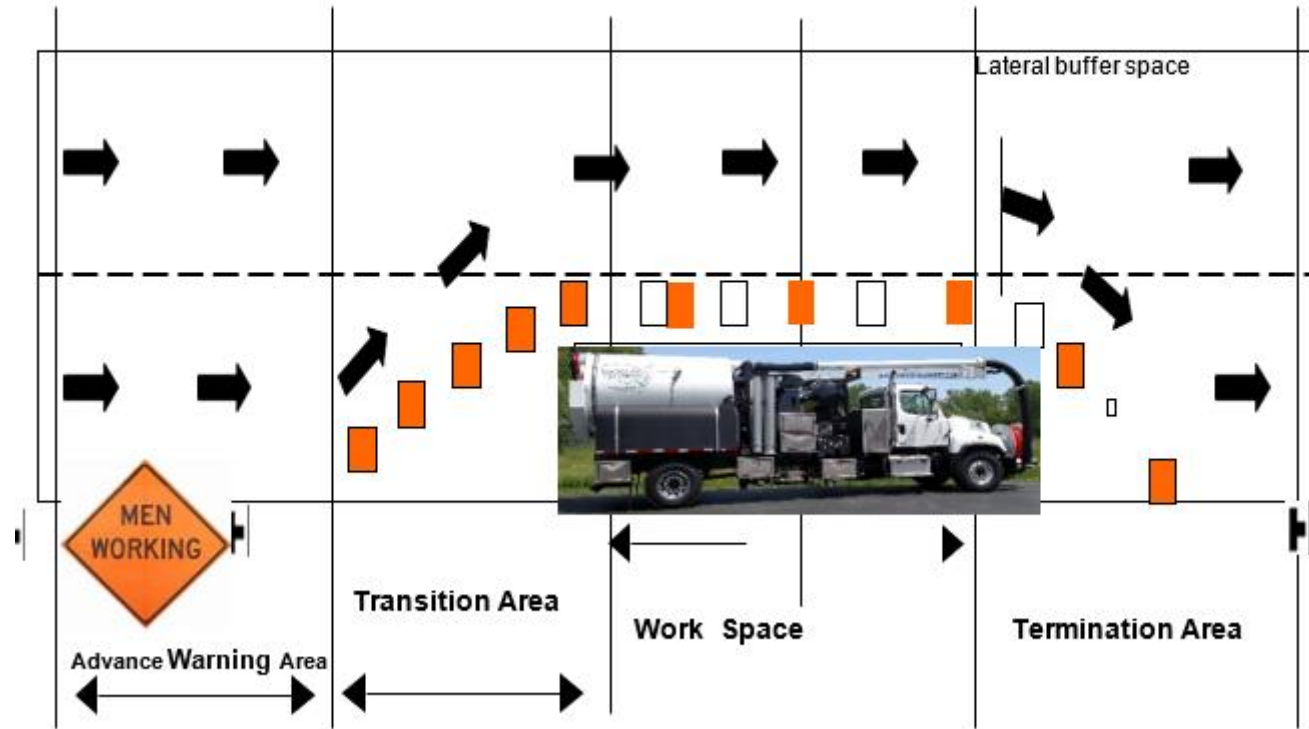 Lateral buffer space
MEN
WORKING
Transition Area
Work Space
Termination Area
Advance Warning Area